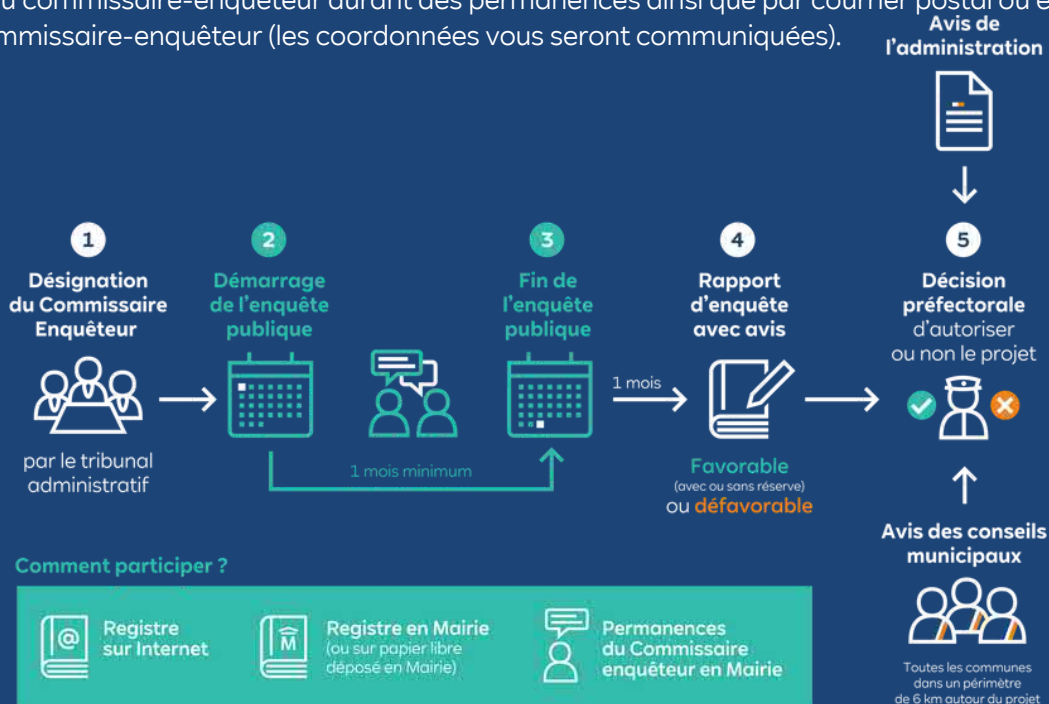 u commissaire-enquêteur durant des permanences ainsi que par courrier postal ou é
mmissaire-enquêteur (les coordonnées vous seront communiquées).
Avis de
l'administration
1
Désignation
du Commissaire
Enquêteur
par le tribunal
administratif
2
Démarrage
de l'enquête
publique
1 mois minimum
3
Fin de
l'enquête
publique
1 mois
4
Rapport
d'enquête
avec avis
Favorable
(avec ou sans réserve)
ou défavorable
5
Décision
préfectorale
d'autoriser
ou non le projet
Avis des conseils
municipaux
Toutes les communes
dans un périmètre
de 6 km autour du projet
Comment participer ?
@
Registre
sur Internet
M
Registre en Mairie
(ou sur papier libre
déposé en Mairie)
Permanences
du Commissaire
enquêteur en Mairie